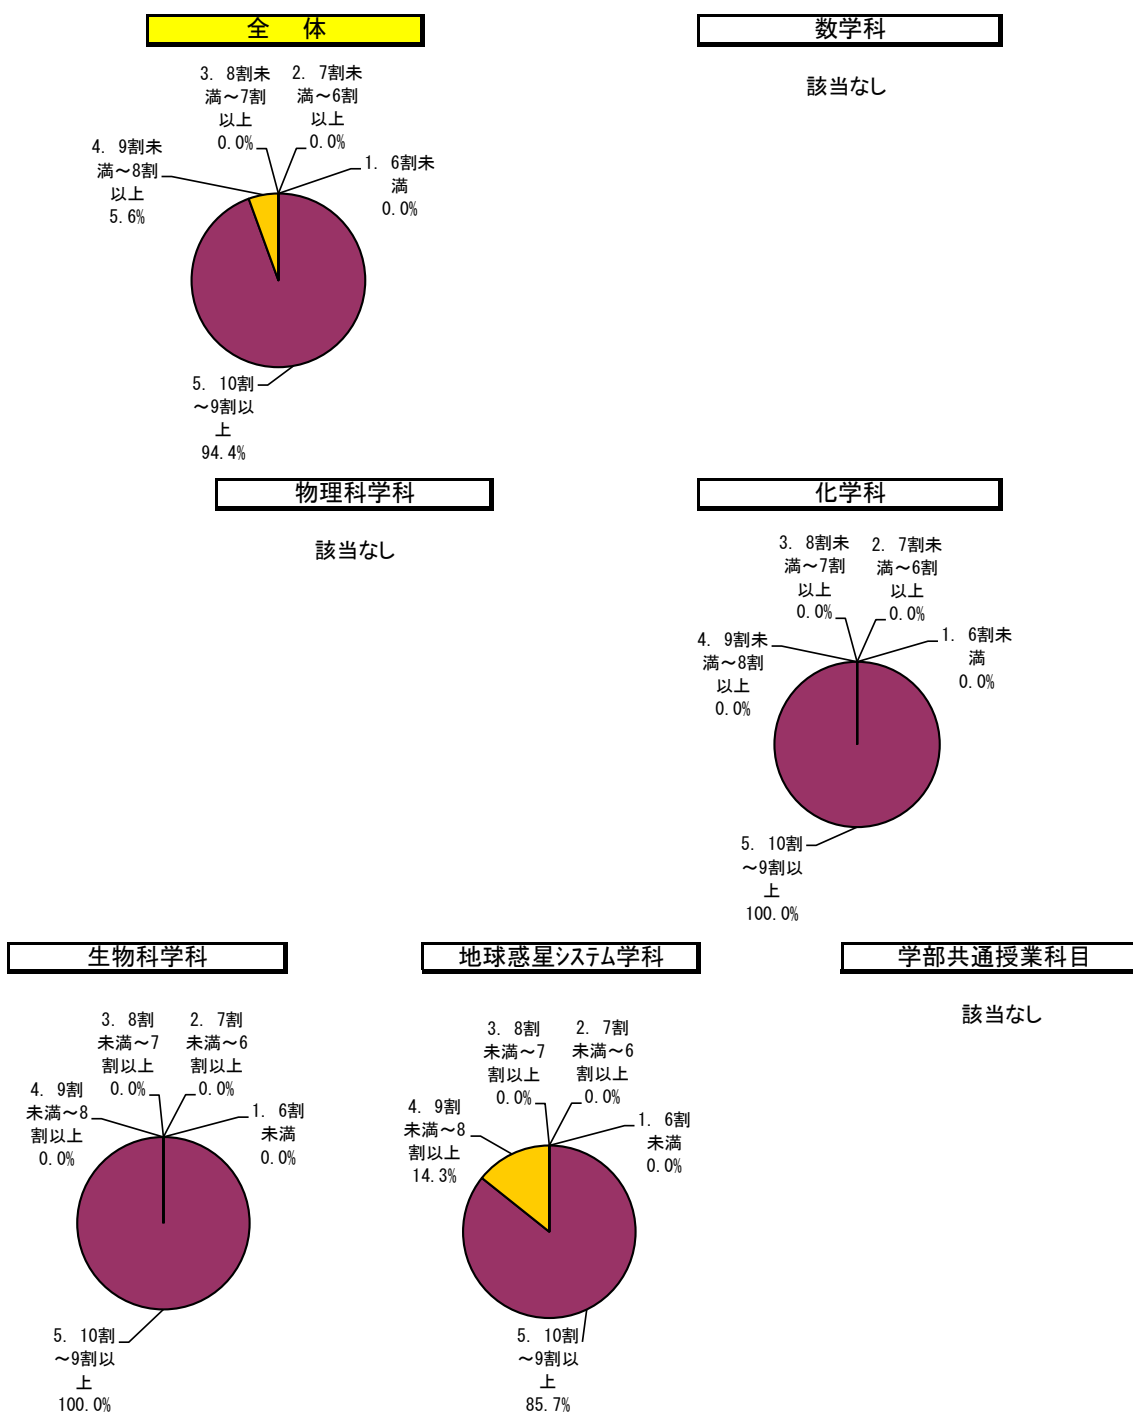 全　体
3. 8割未
満～7割
以上
0.0%
2. 7割未
満～6割
以上
0.0%
4. 9割未
満～8割
以上
5.6%
1. 6割未
満
0.0%
5. 10割
～9割以
上
94.4%
数学科
該当なし
物理科学科
該当なし
化学科
3. 8割未
満～7割
以上
0.0%
2. 7割未
満～6割
以上
0.0%
4. 9割未
満～8割
以上
0.0%
1. 6割未
満
0.0%
5. 10割
～9割以
上
100.0%
生物科学科
3. 8割
未満～7
割以上
0.0%
2. 7割
未満～6
割以上
0.0%
4. 9割
未満～8
割以上
0.0%
1. 6割
未満
0.0%
5. 10割
～9割以
上
100.0%
地球惑星システム学科
3. 8割
未満～7
割以上
0.0%
2. 7割
未満～6
割以上
0.0%
4. 9割
未満～8
割以上
14.3%
1. 6割
未満
0.0%
5. 10割
～9割以
上
85.7%
学部共通授業科目
該当なし